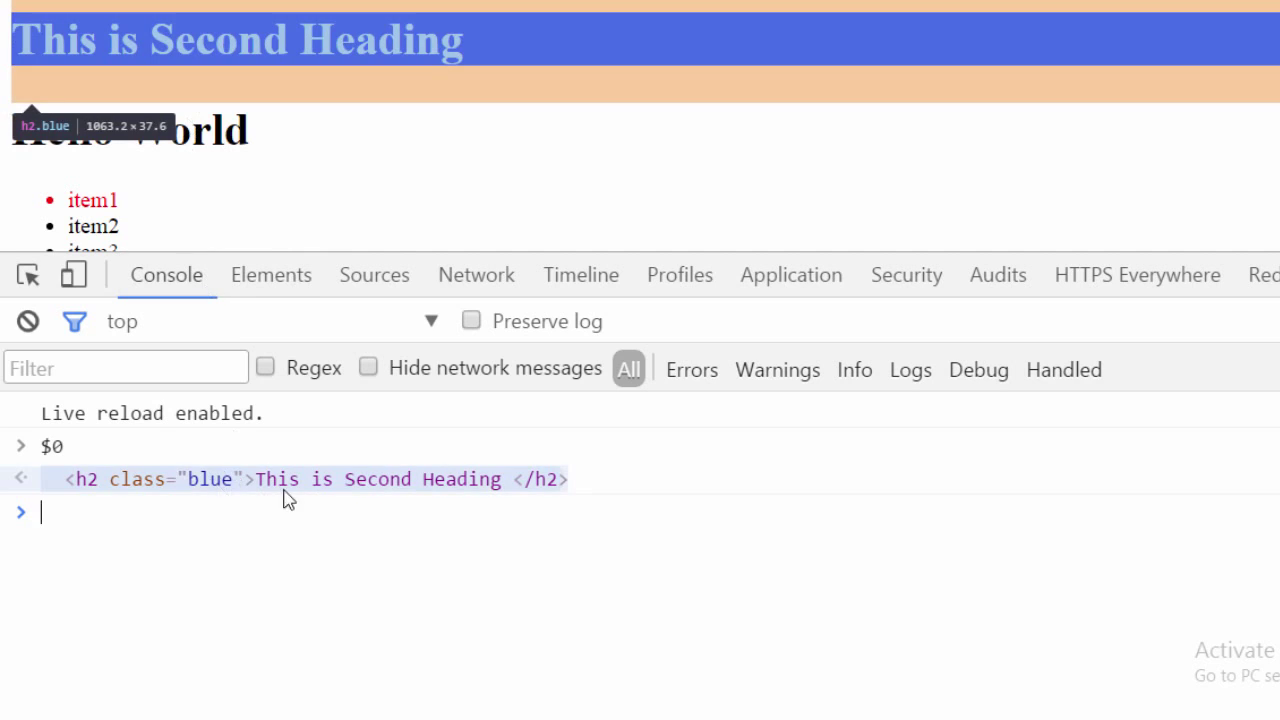 This is Second Heading
h2.blue | 1063.2×37.6
Hello World
• item1
• item2
• item3
Console Elements Sources Network Timeline Profiles Application Security Audits HTTPS Everywhere Red
top ▼ Preserve log
Filter Regex Hide network messages All Errors Warnings Info Logs Debug Handled
Live reload enabled.
> $0
<h2 class="blue">This is Second Heading </h2>
>
Activate
Go to PC se